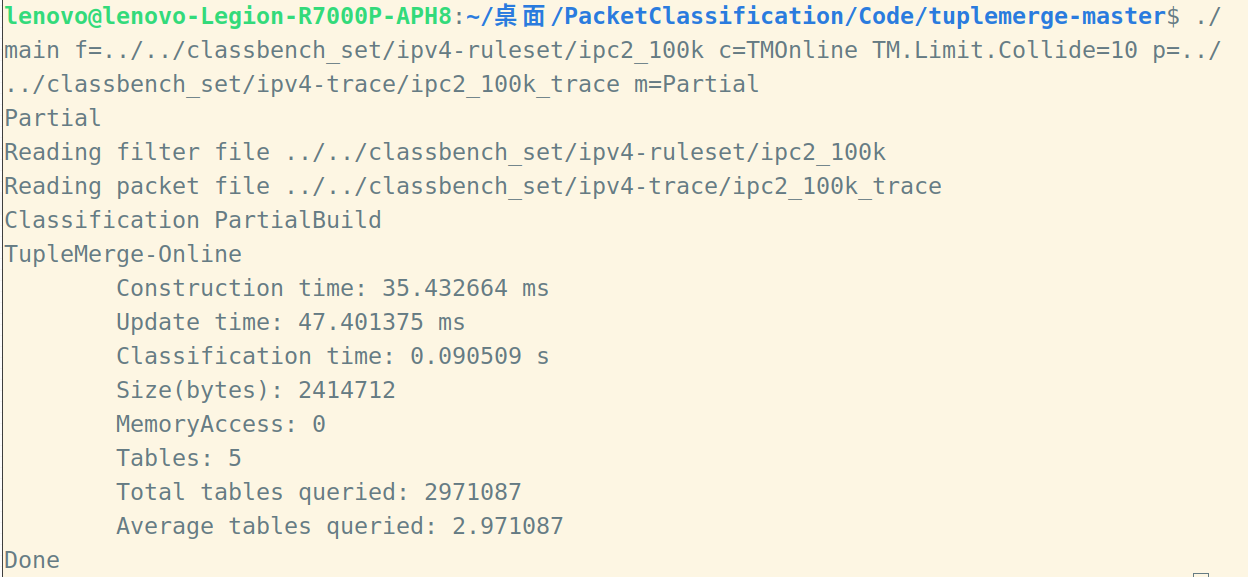 lenovo@lenovo-Legion-R7000P-APH8:~/桌面/PacketClassification/Code/tuplemerge-master$ ./
main f=../../classbench_set/ipv4-ruleset/ipc2_100k c=TMOnline TM.Limit.Collide=10 p=../
../classbench_set/ipv4-trace/ipc2_100k_trace m=Partial
Partial
Reading filter file ../../classbench_set/ipv4-ruleset/ipc2_100k
Reading packet file ../../classbench_set/ipv4-trace/ipc2_100k_trace
Classification PartialBuild
TupleMerge-Online
Construction time: 35.432664 ms
Update time: 47.401375 ms
Classification time: 0.090509 s
Size(bytes): 2414712
MemoryAccess: 0
Tables: 5
Total tables queried: 2971087
Average tables queried: 2.971087
Done